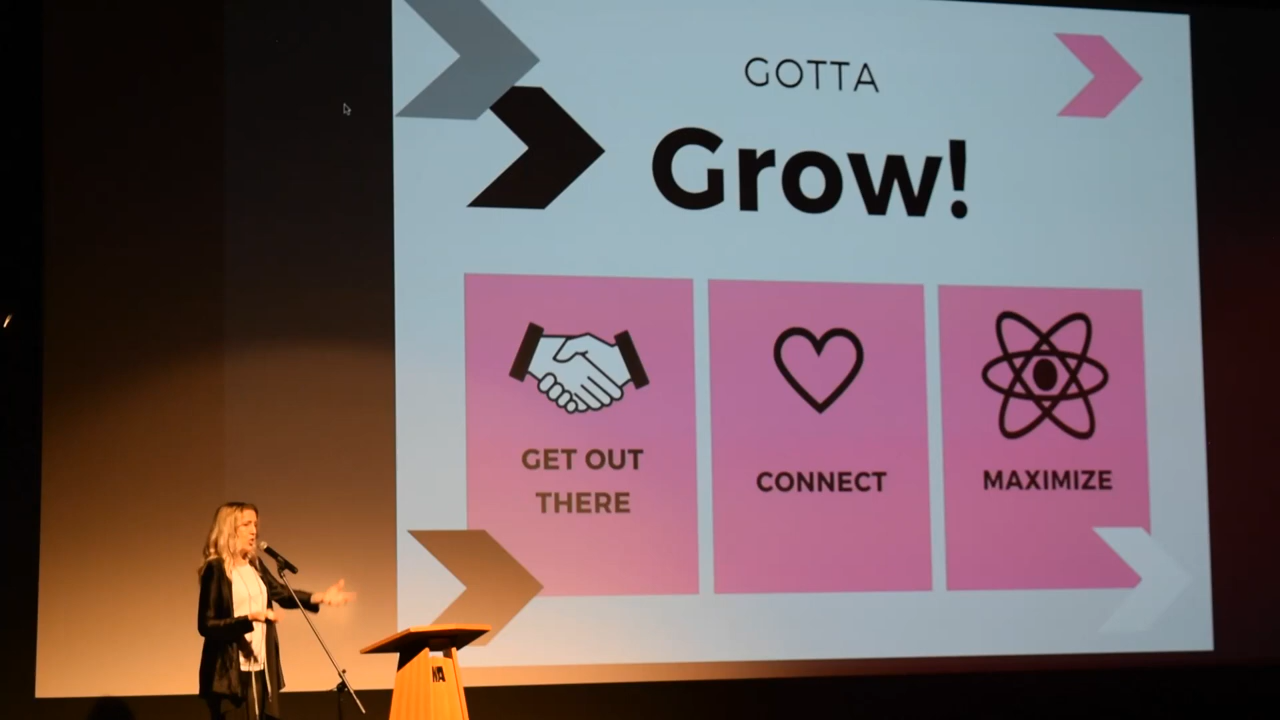 GOTTA
Grow!
GET OUT
THERE
CONNECT
MAXIMIZE